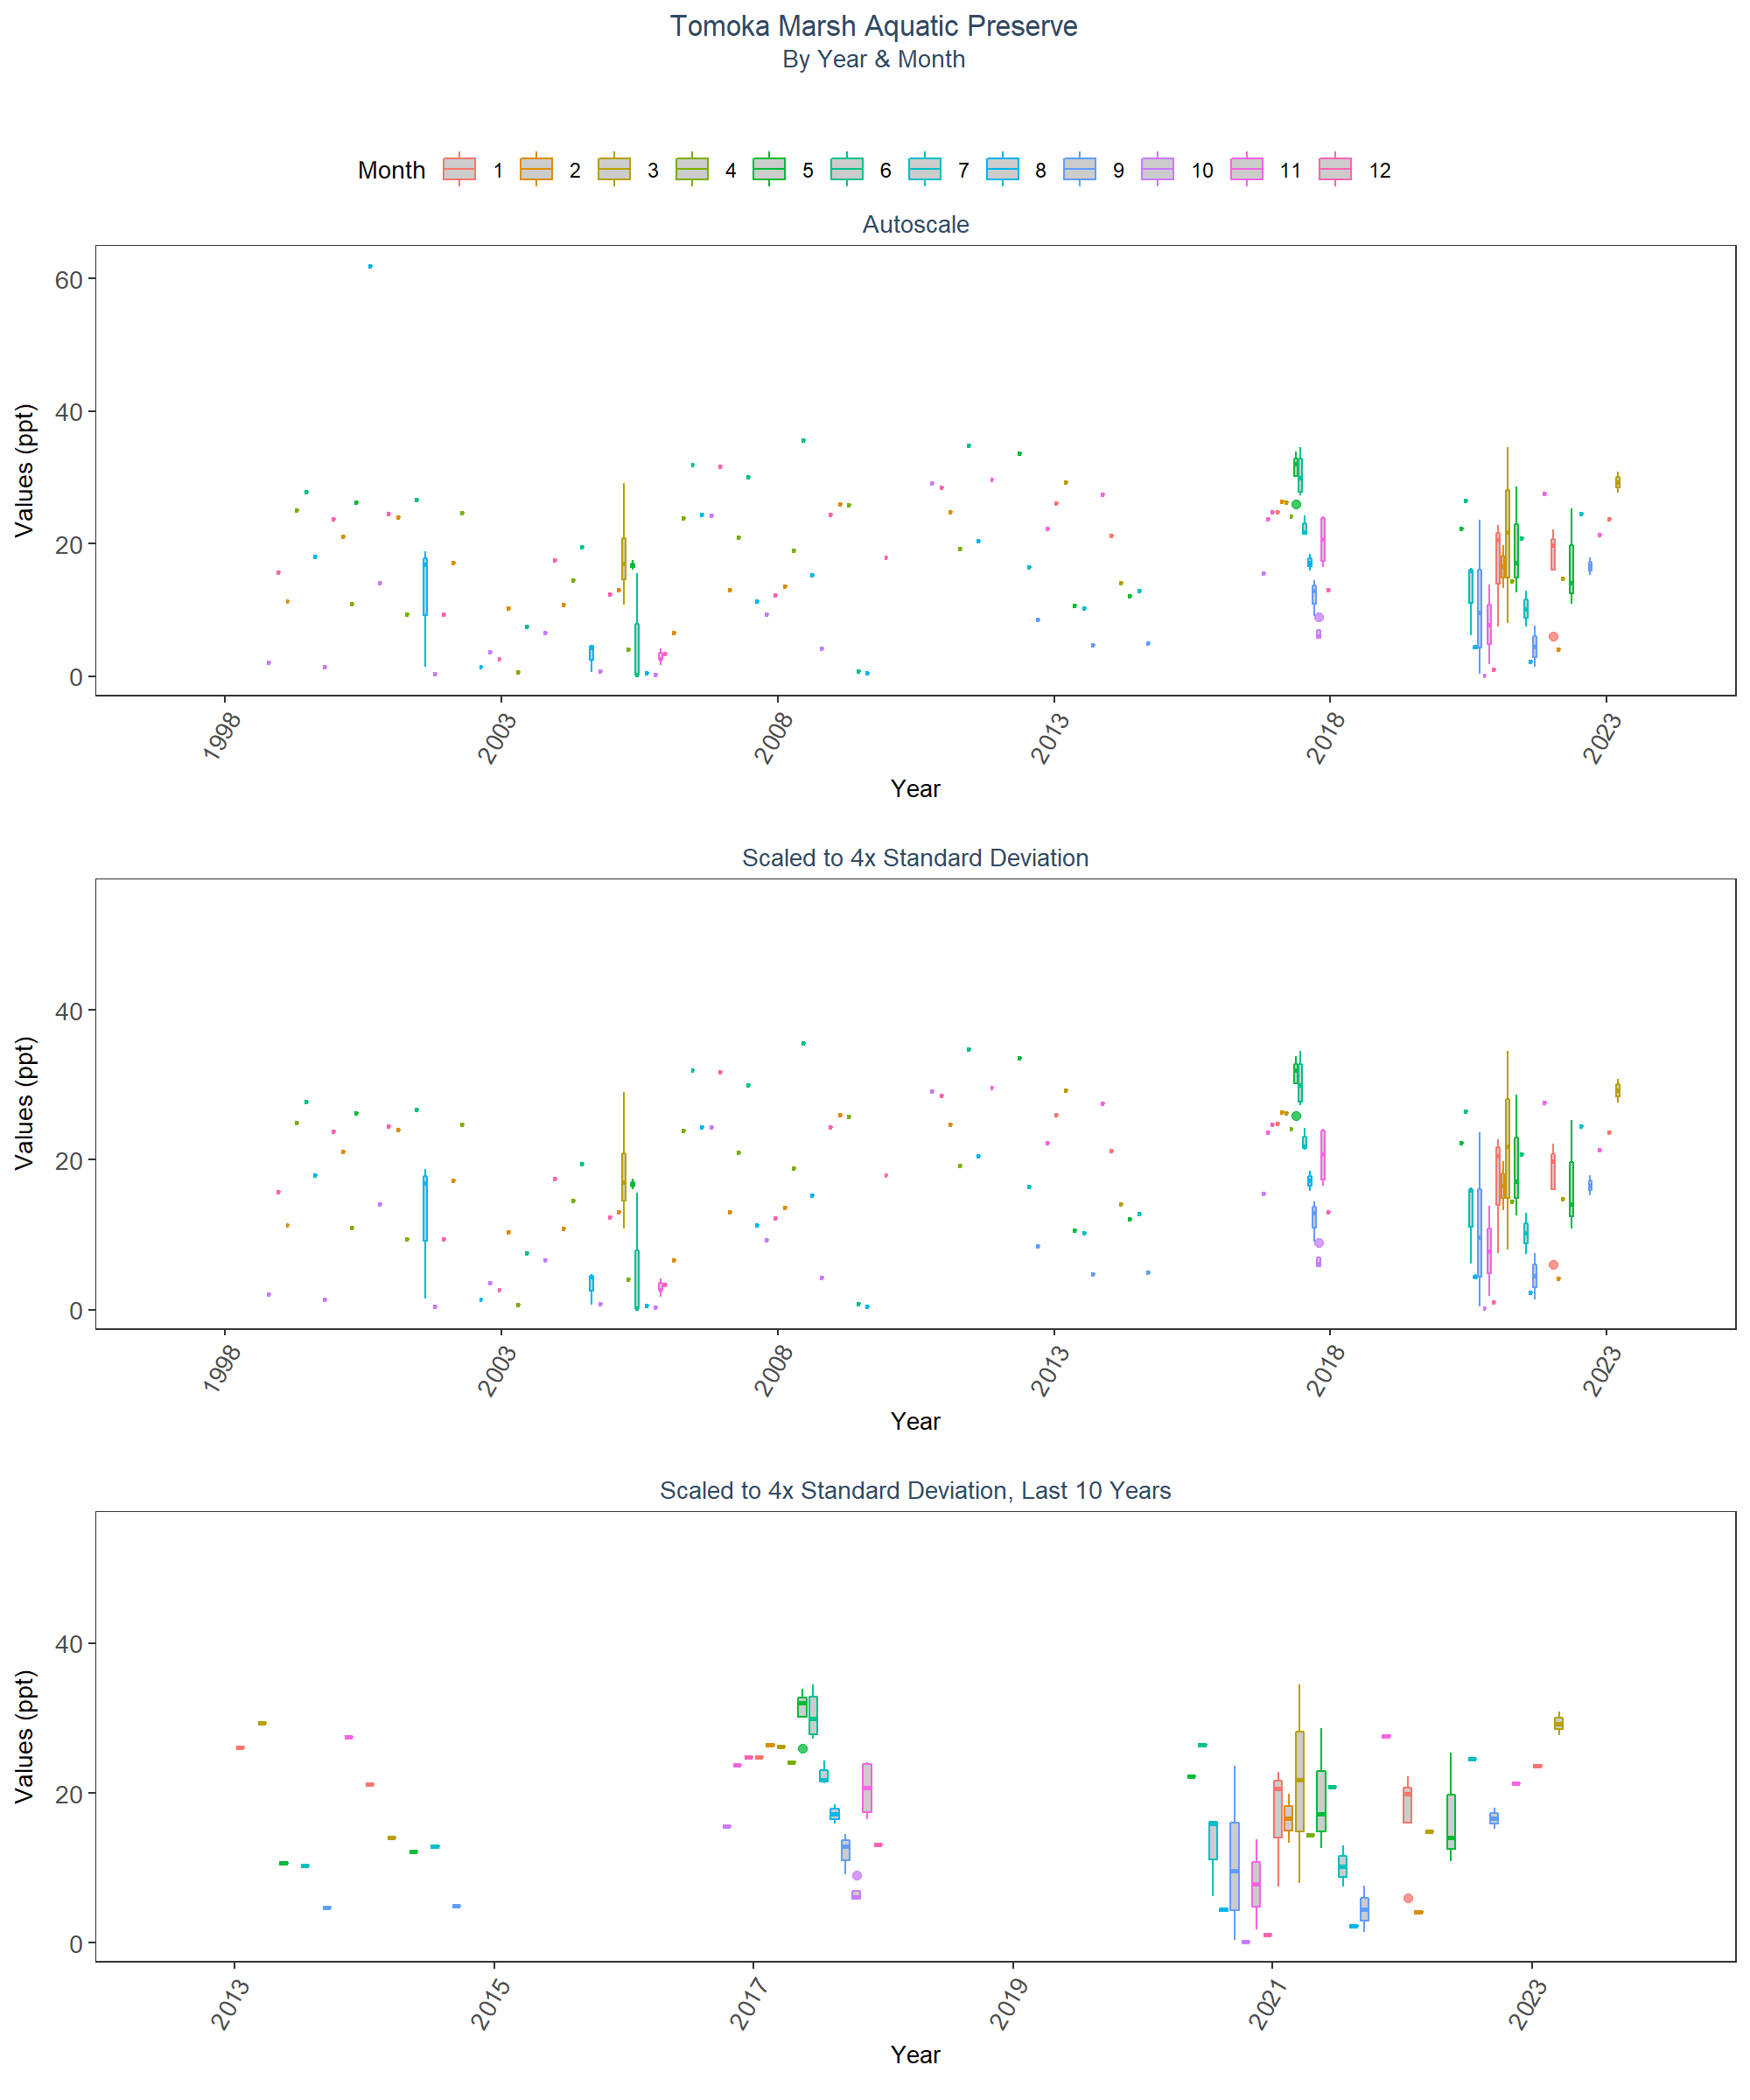 Tomoka Marsh Aquatic Preserve
By Year & Month
Month 1 2 3 4 5 6 7 8 9 10 11 12
Autoscale
Values (ppt)
60
40
20
0
1998 2003 2008 2013 2018 2023
Year
Scaled to 4x Standard Deviation
Values (ppt)
40
20
0
1998 2003 2008 2013 2018 2023
Year
Scaled to 4x Standard Deviation, Last 10 Years
Values (ppt)
40
20
0
2013 2015 2017 2019 2021 2023
Year